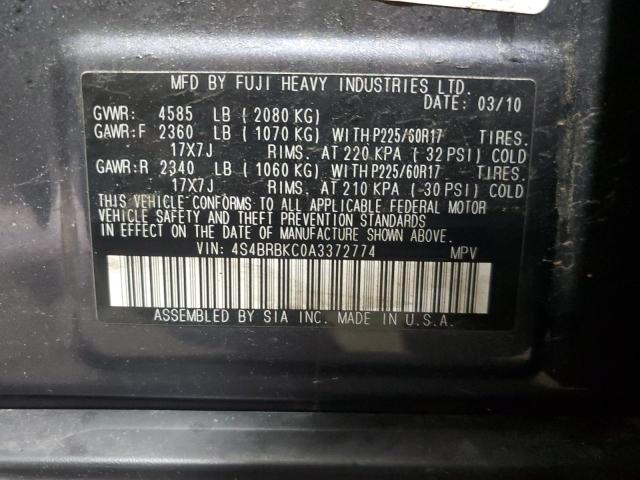 MFD BY FUJI HEAVY INDUSTRIES LTD.
DATE: 03/10
GVWR: 4585 LB (2080 KG)
GAWR:F 2360 LB (1070 KG) WITH P225/60R17 TIRES.
17X7J RIMS. AT 220 KPA ( 32 PSI) COLD
GAWR:R 2340 LB (1060 KG) WITH P225/60R17 TIRES.
17X7J RIMS. AT 210 KPA ( 30 PSI) COLD
THIS VEHICLE CONFORMS TO ALL APPLICABLE FEDERAL MOTOR
VEHICLE SAFETY AND THEFT PREVENTION STANDARDS
IN EFFECT ON THE DATE OF MANUFACTURE SHOWN ABOVE.
VIN: 4S4BRBKC0A3372774 MPV
ASSEMBLED BY SIA INC. MADE IN U.S.A.